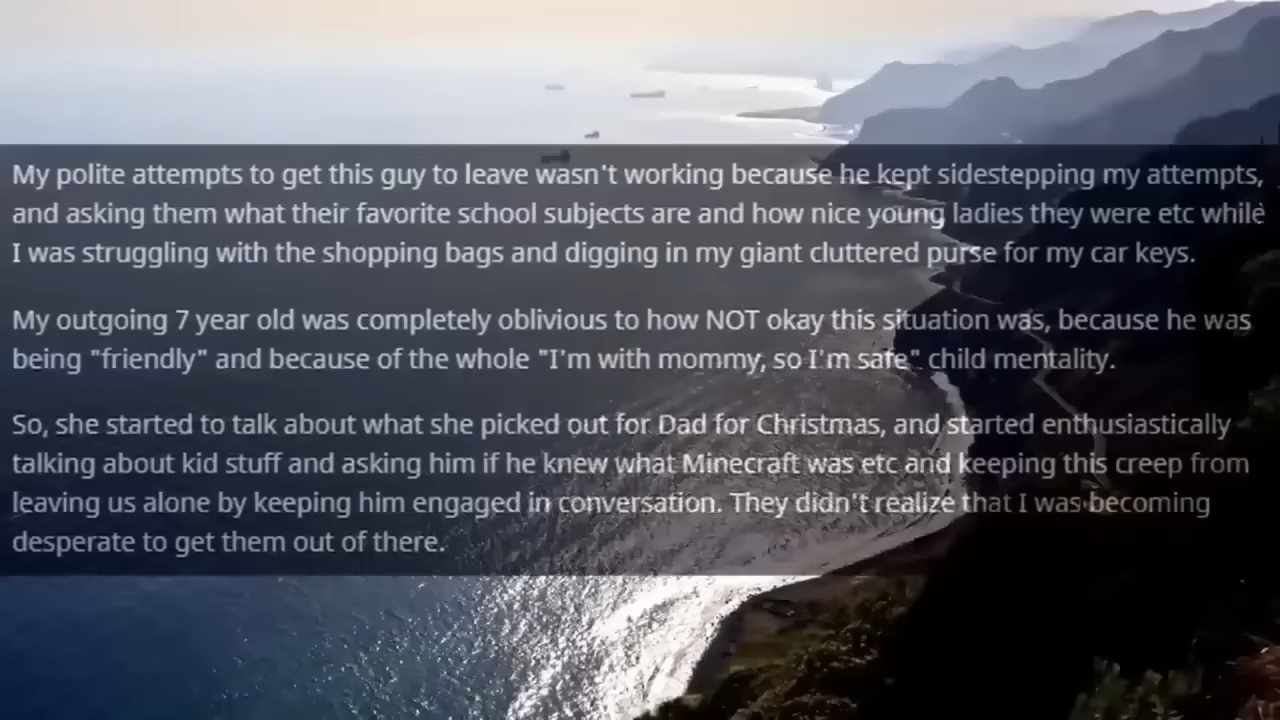 My polite attempts to get this guy to leave wasn't working because he kept sidestepping my attempts,
and asking them what their favorite school subjects are and how nice young ladies they were etc while
I was struggling with the shopping bags and digging in my giant cluttered purse for my car keys.
My outgoing 7 year old was completely oblivious to how NOT okay this situation was, because he was
being "friendly" and because of the whole "I'm with mommy, so I'm safe" child mentality.
So, she started to talk about what she picked out for Dad for Christmas, and started enthusiastically
talking about kid stuff and asking him if he knew what Minecraft was etc and keeping this creep from
leaving us alone by keeping him engaged in conversation. They didn't realize that I was becoming
desperate to get them out of there.